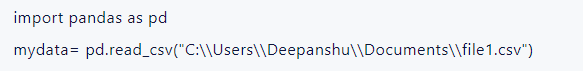 import pandas as pd
mydata= pd.read_csv("C:\\Users\\Deepanshu\\Documents\\file1.csv")